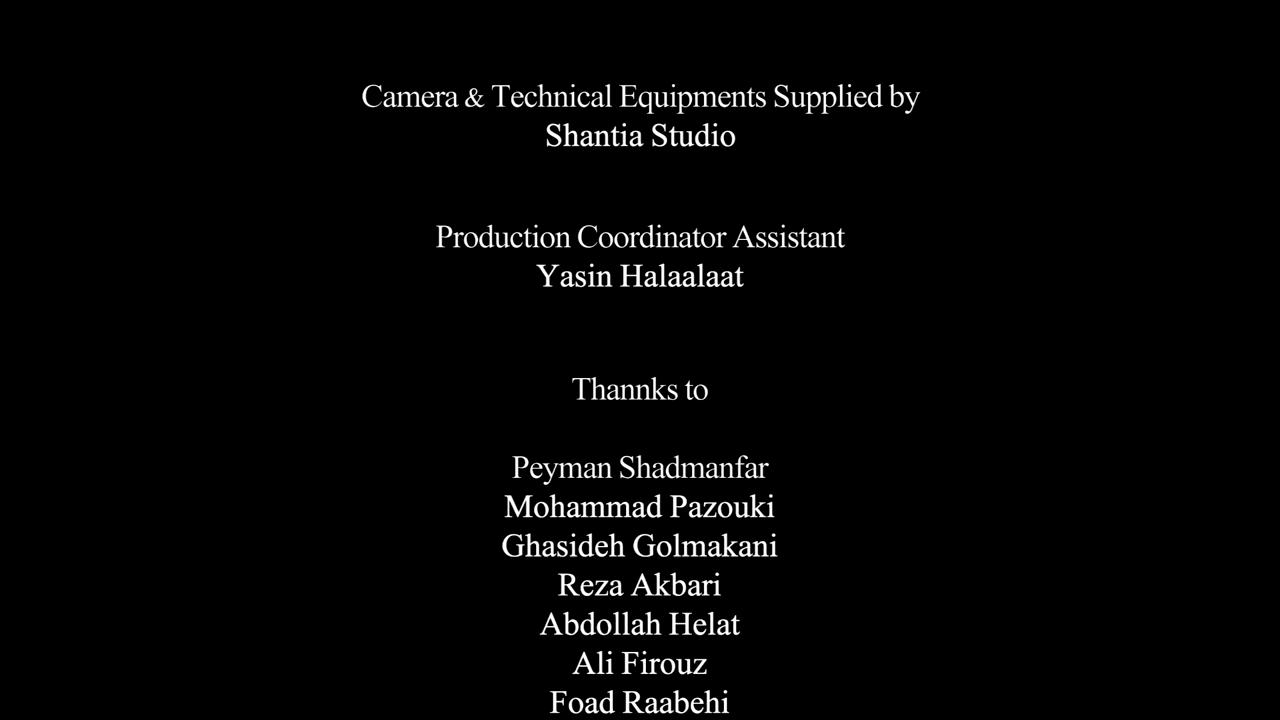 Camera & Technical Equipments Supplied by
Shantia Studio
Production Coordinator Assistant
Yasin Halaalaat
Thannks to
Peyman Shadmanfar
Mohammad Pazouki
Ghasideh Golmakani
Reza Akbari
Abdollah Helat
Ali Firouz
Foad Raabehi